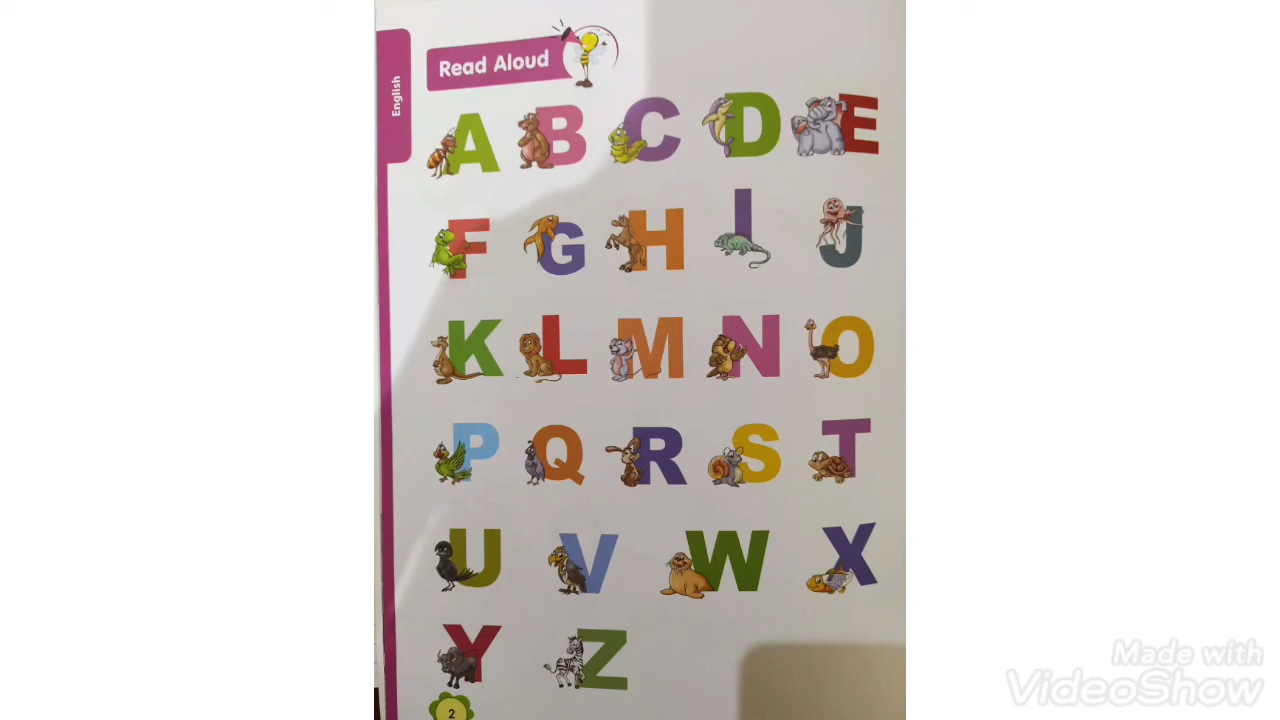 English
Read Aloud
A B C D E
F G H I J
K L M N O
P Q R S T
U V W X
Y Z
2
Made with
VideoShow